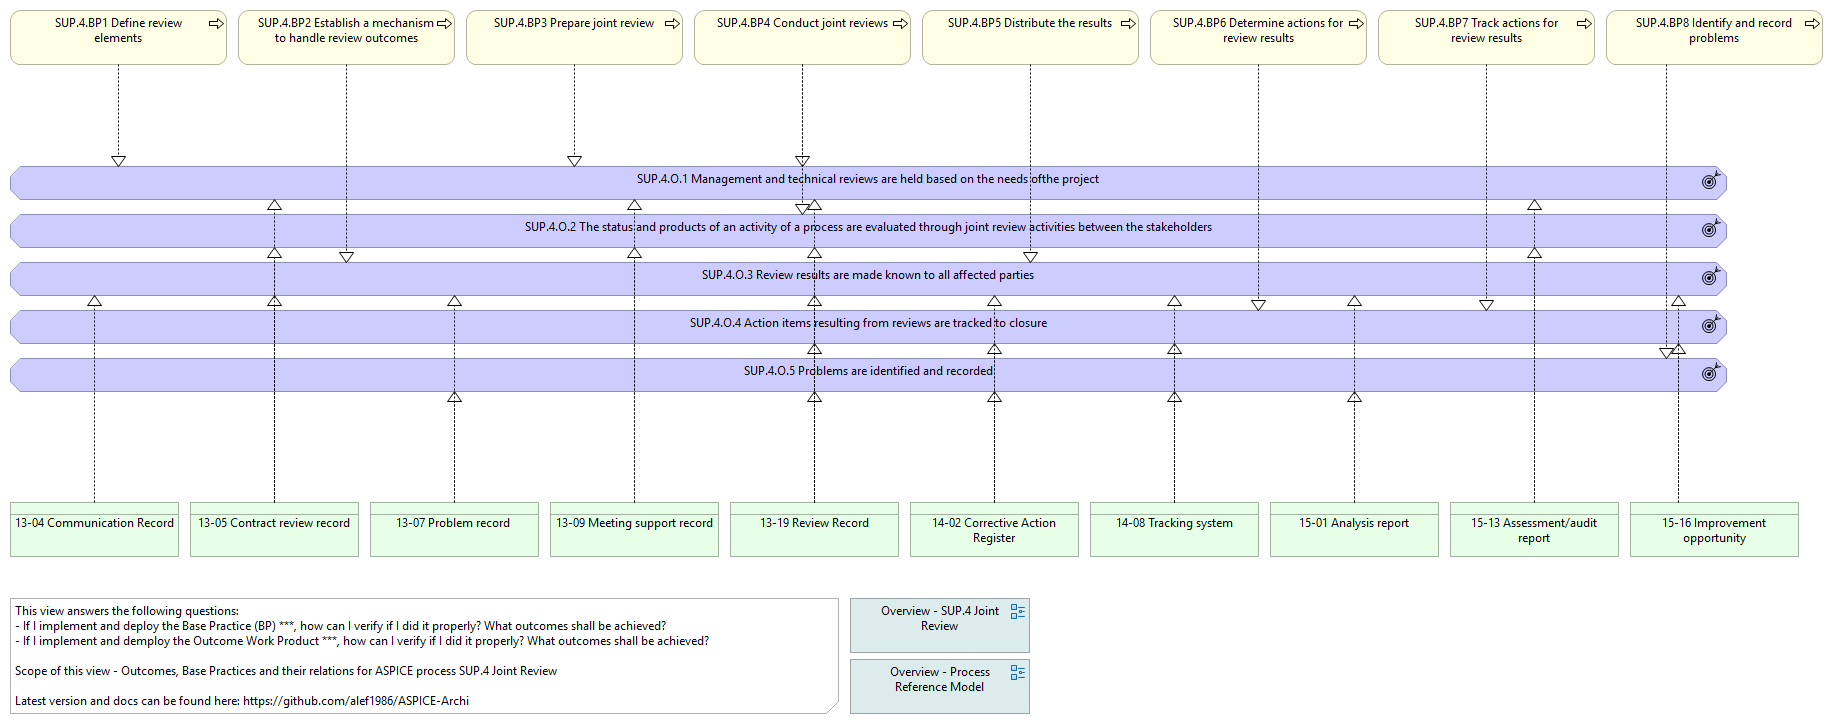 SUP.4.BP1 Define review
elements
SUP.4.BP2 Establish a mechanism
to handle review outcomes
SUP.4.BP3 Prepare joint review
SUP.4.BP4 Conduct joint reviews
SUP.4.BP5 Distribute the results
SUP.4.BP6 Determine actions for
review results
SUP.4.BP7 Track actions for
review results
SUP.4.BP8 Identify and record
problems
SUP.4.O.1 Management and technical reviews are held based on the needs ofthe project
SUP.4.O.2 The status and products of an activity of a process are evaluated through joint review activities between the stakeholders
SUP.4.O.3 Review results are made known to all affected parties
SUP.4.O.4 Action items resulting from reviews are tracked to closure
SUP.4.O.5 Problems are identified and recorded
13-04 Communication Record
13-05 Contract review record
13-07 Problem record
13-09 Meeting support record
13-19 Review Record
14-02 Corrective Action
Register
14-08 Tracking system
15-01 Analysis report
15-13 Assessment/audit
report
15-16 Improvement
opportunity
This view answers the following questions:
- If I implement and deploy the Base Practice (BP) ***, how can I verify if I did it properly? What outcomes shall be achieved?
- If I implement and demploy the Outcome Work Product ***, how can I verify if I did it properly? What outcomes shall be achieved?
Scope of this view - Outcomes, Base Practices and their relations for ASPICE process SUP.4 Joint Review
Latest version and docs can be found here: https://github.com/alef1986/ASPICE-Archi
Overview - SUP.4 Joint
Review
Overview - Process
Reference Model